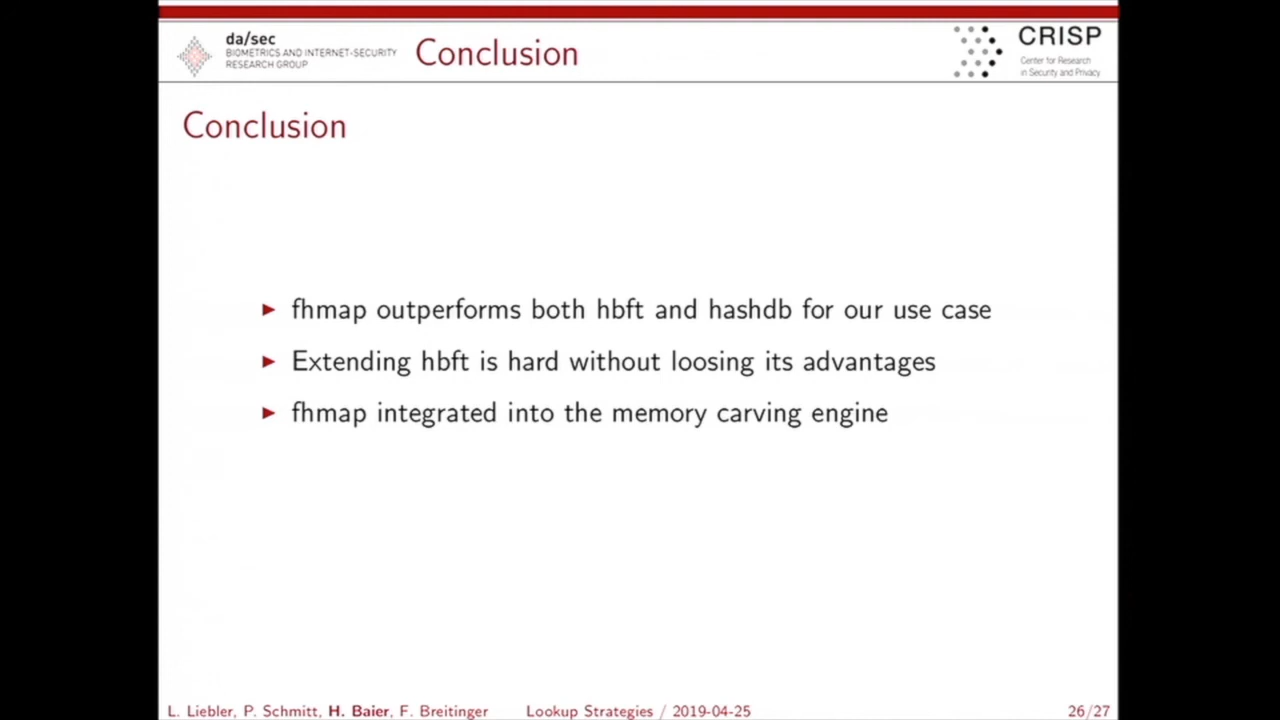 da/sec
BIOMETRICS AND INTERNET-SECURITY
RESEARCH GROUP
Conclusion
CRISP
Center for Research
in Security and Privacy
Conclusion
fhmap outperforms both hbft and hashdb for our use case
Extending hbft is hard without loosing its advantages
fhmap integrated into the memory carving engine
L. Liebler, P. Schmitt, H. Baier, F. Breitinger Lookup Strategies / 2019-04-25 26/27